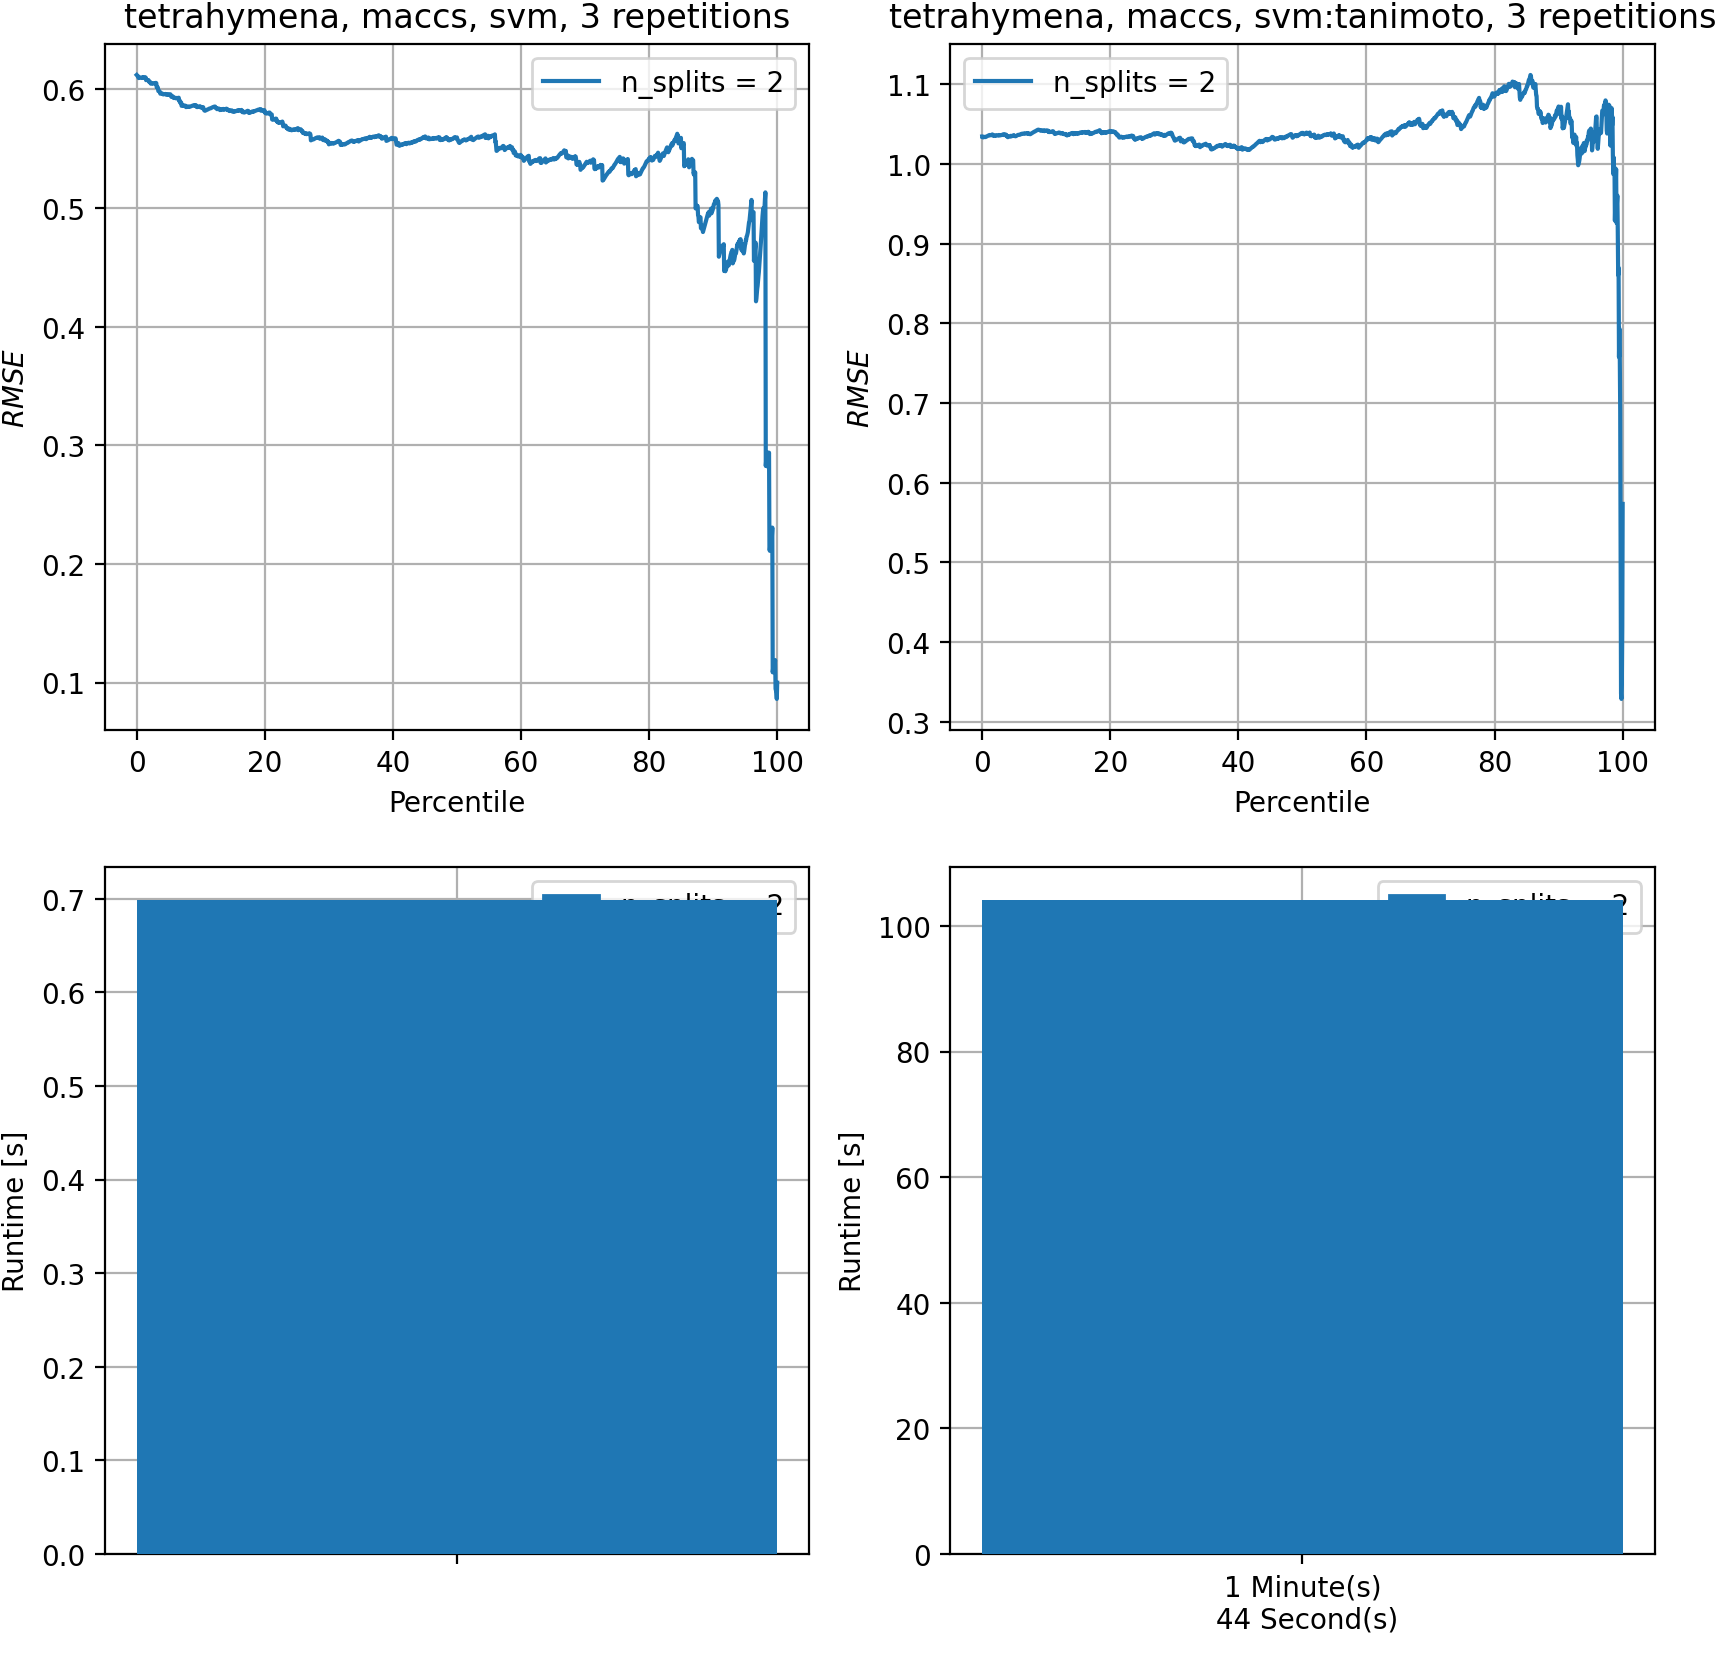 tetrahymena, maccs, svm, 3 repetitions
n_splits = 2
RMSE
0.6
0.5
0.4
0.3
0.2
0.1
0 20 40 60 80 100
Percentile
tetrahymena, maccs, svm:tanimoto, 3 repetitions
n_splits = 2
RMSE
1.1
1.0
0.9
0.8
0.7
0.6
0.5
0.4
0.3
0 20 40 60 80 100
Percentile
n_splits = 2
Runtime [s]
0.7
0.6
0.5
0.4
0.3
0.2
0.1
0.0
n_splits = 2
Runtime [s]
100
80
60
40
20
0
1 Minute(s)
44 Second(s)